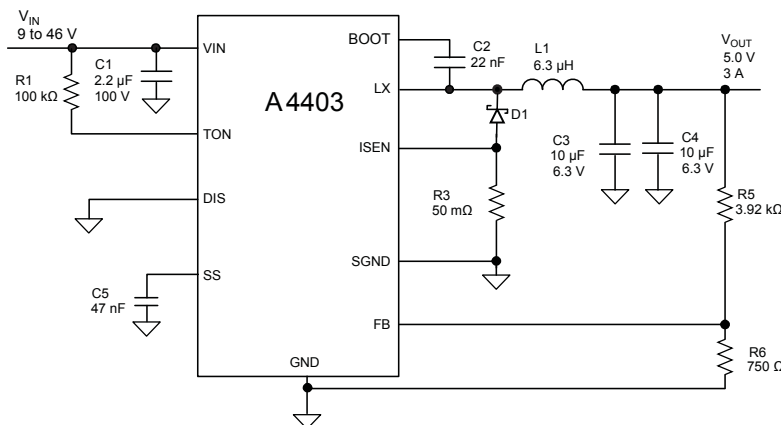 VIN
9 to 46 V
R1
100 kΩ
C1
2.2 µF
100 V
VIN
TON
DIS
SS
C5
47 nF
A4403
GND
BOOT
LX
ISEN
SGND
FB
C2
22 nF
L1
6.3 µH
D1
R3
50 mΩ
C3
10 µF
6.3 V
C4
10 µF
6.3 V
VOUT
5.0 V
3 A
R5
3.92 kΩ
R6
750 Ω